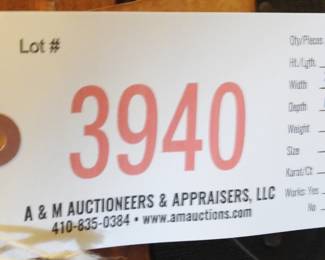 Lot #
3940
A & M AUCTIONEERS & APPRAISERS, LLC
410-835-0384 • www.amauctions.com
Qty/Pieces
Ht./Lgth.
Width
Depth
Weight
Size
Karat/Ct
Works: Yes
No